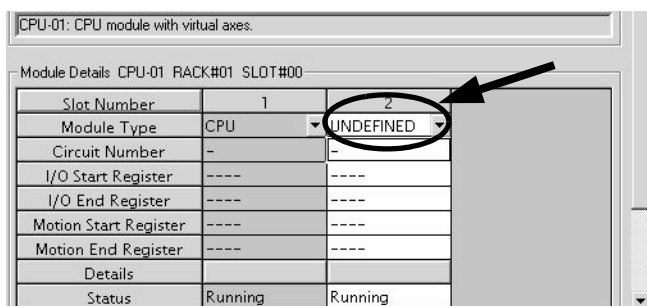 CPU-01: CPU module with virtual axes.
Module Details CPU-01 RACK#01 SLOT#00
Slot Number 1 2
Module Type CPU UNDEFINED
Circuit Number - -
I/O Start Register ---- ----
I/O End Register ---- ----
Motion Start Register ---- ----
Motion End Register ---- ----
Details
Status Running Running